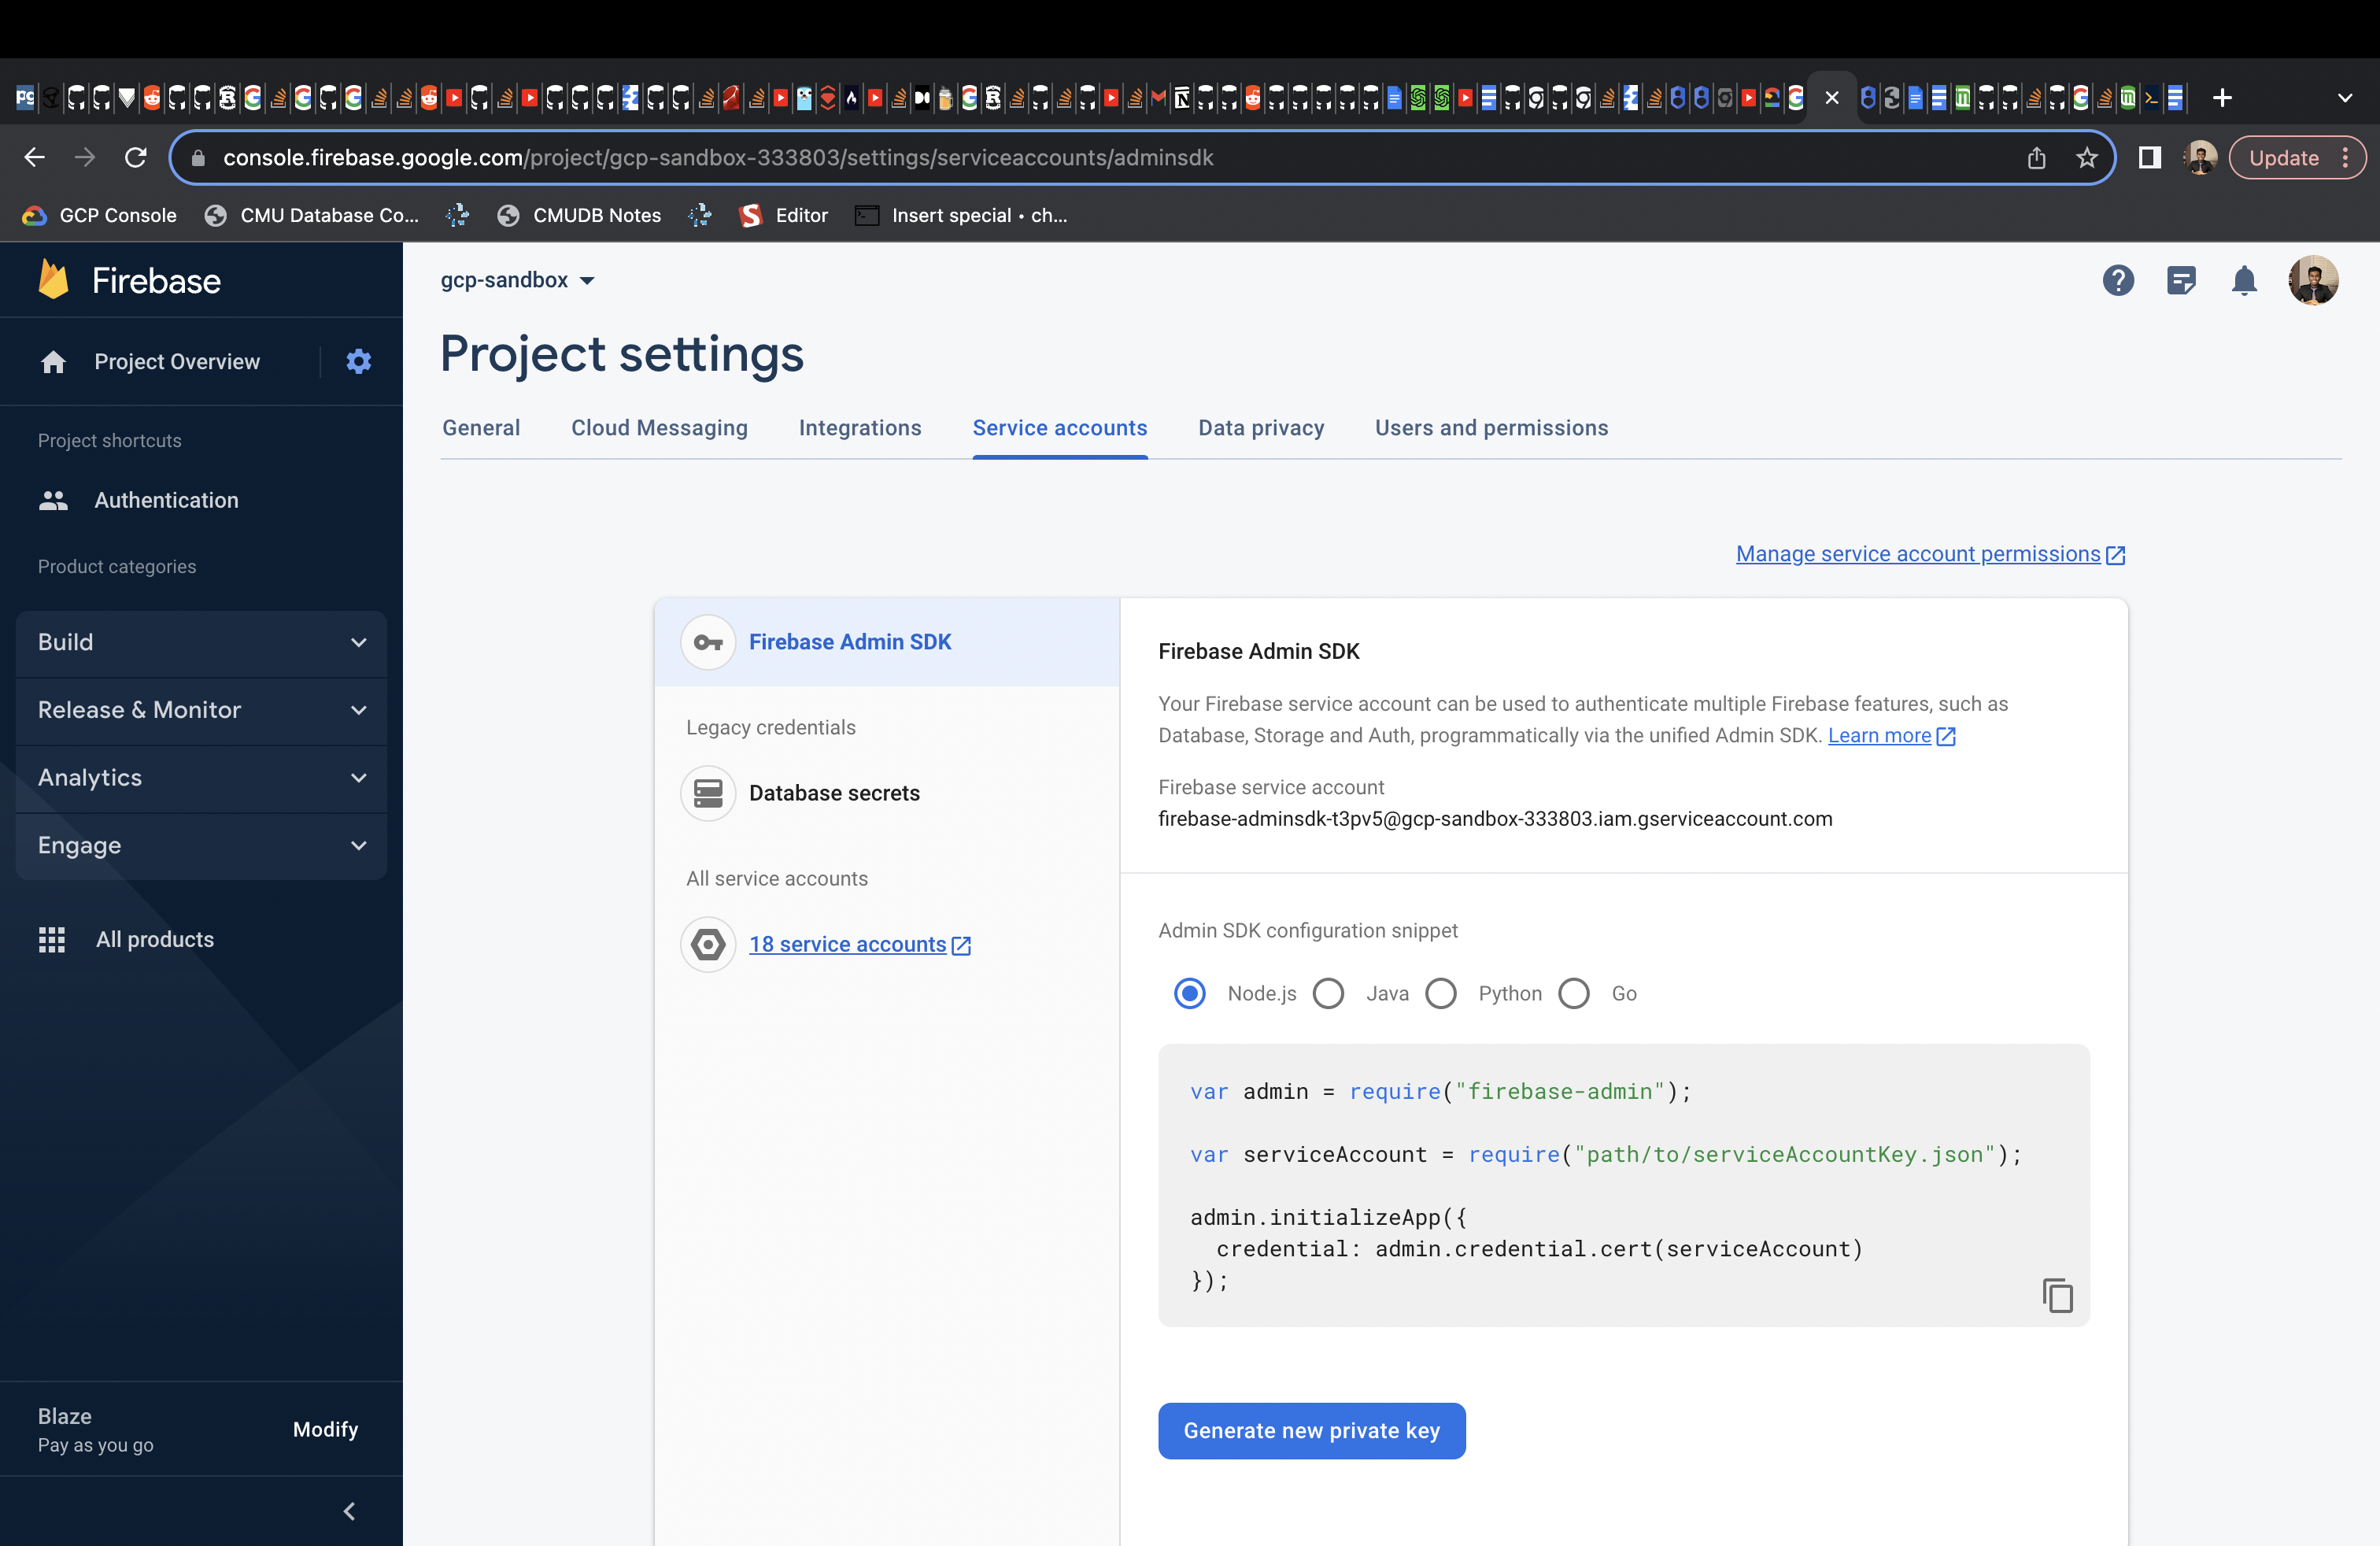 console.firebase.google.com/project/gcp-sandbox-333803/settings/serviceaccounts/adminsdk
Update
GCP Console
CMU Database Co...
CMUDB Notes
Editor
Insert special • ch...
Firebase
gcp-sandbox
Project Overview
Project settings
General
Cloud Messaging
Integrations
Service accounts
Data privacy
Users and permissions
Project shortcuts
Authentication
Product categories
Build
Release & Monitor
Analytics
Engage
All products
Blaze
Pay as you go
Modify
Manage service account permissions
Firebase Admin SDK
Legacy credentials
Database secrets
All service accounts
18 service accounts
Firebase Admin SDK
Your Firebase service account can be used to authenticate multiple Firebase features, such as
Database, Storage and Auth, programmatically via the unified Admin SDK. Learn more
Firebase service account
firebase-adminsdk-t3pv5@gcp-sandbox-333803.iam.gserviceaccount.com
Admin SDK configuration snippet
Node.js
Java
Python
Go
var admin = require("firebase-admin");
var serviceAccount = require("path/to/serviceAccountKey.json");
admin.initializeApp({
credential: admin.credential.cert(serviceAccount)
});
Generate new private key